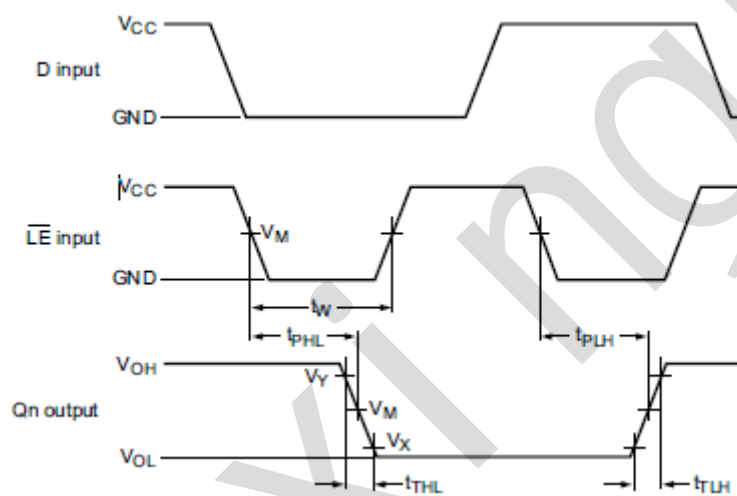 VCC
D input
GND
VCC
LE input
VM
GND
tW
tPHL
tPLH
VOH
VY
Qn output
VM
VX
VOL
tTHL
tTLH